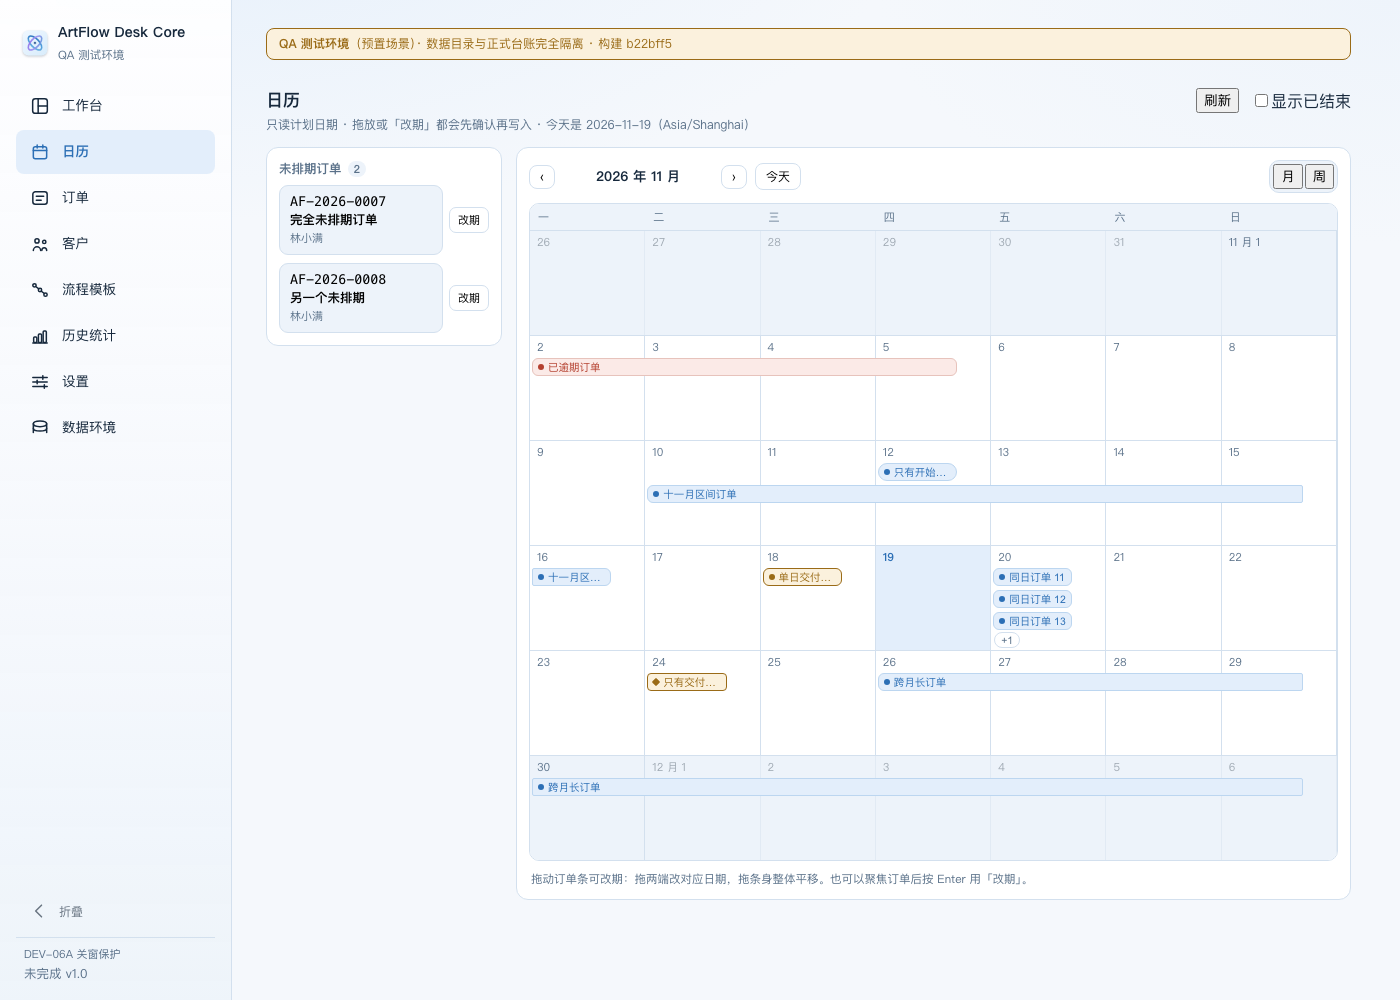 ArtFlow Desk Core
QA 测试环境
工作台
日历
订单
客户
流程模板
历史统计
设置
数据环境
折叠
DEV-06A 关窗保护
未完成 v1.0
QA 测试环境（预置场景）· 数据目录与正式台账完全隔离 · 构建 b22bff5
日历
刷新
显示已结束
只读计划日期 · 拖放或「改期」都会先确认再写入 · 今天是 2026-11-19（Asia/Shanghai）
未排期订单 2
AF-2026-0007
完全未排期订单
林小满
改期
AF-2026-0008
另一个未排期
林小满
改期
‹ 2026 年 11 月 › 今天
月 周
一 二 三 四 五 六 日
26 27 28 29 30 31 11 月 1
2 3 4 5 6 7 8
已逾期订单
9 10 11 12 13 14 15
只有开始...
十一月区间订单
16 17 18 19 20 21 22
十一月区... 单日交付... 同日订单 11
同日订单 12
同日订单 13
+1
23 24 25 26 27 28 29
只有交付... 跨月长订单
30 12 月 1 2 3 4 5 6
跨月长订单
拖动订单条可改期：拖两端改对应日期，拖条身整体平移。也可以聚焦订单后按 Enter 用「改期」。